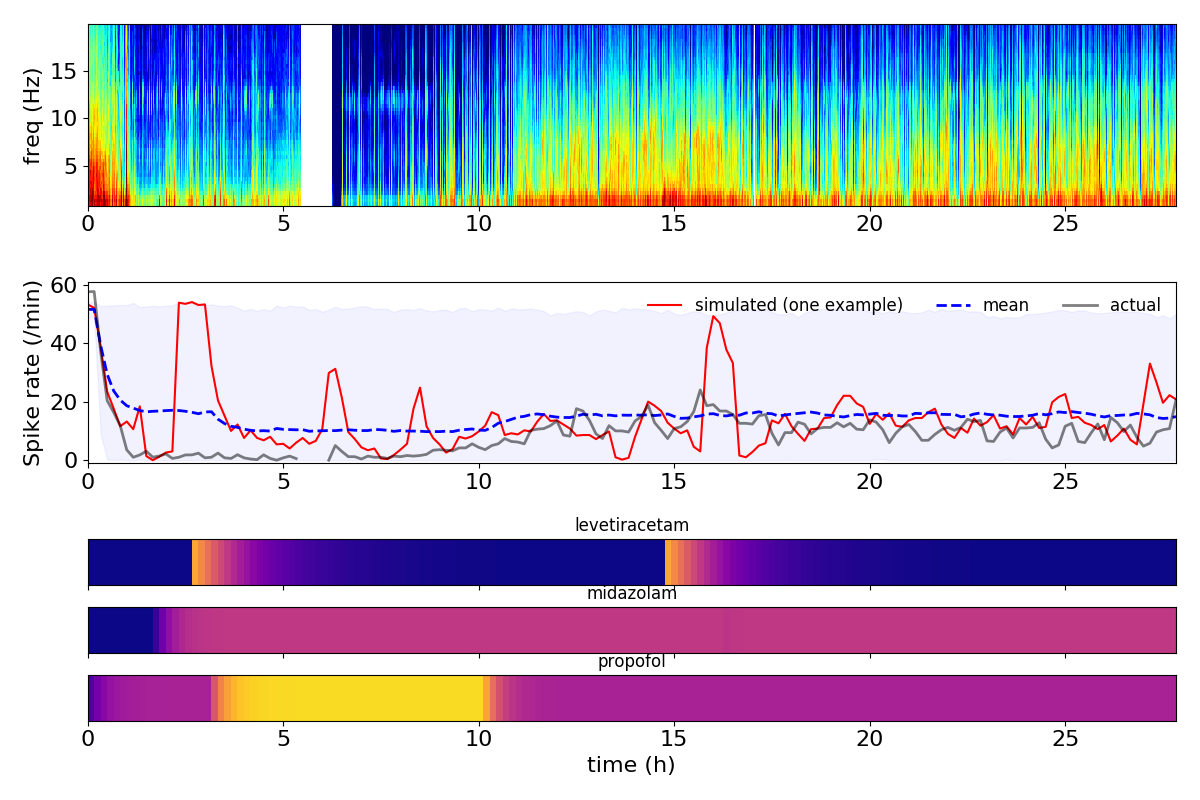 freq (Hz)
15
10
5
0 5 10 15 20 25
Spike rate (/min)
60
40
20
0
simulated (one example) mean actual
0 5 10 15 20 25
levetiracetam
midazolam
propofol
0 5 10 15 20 25
time (h)